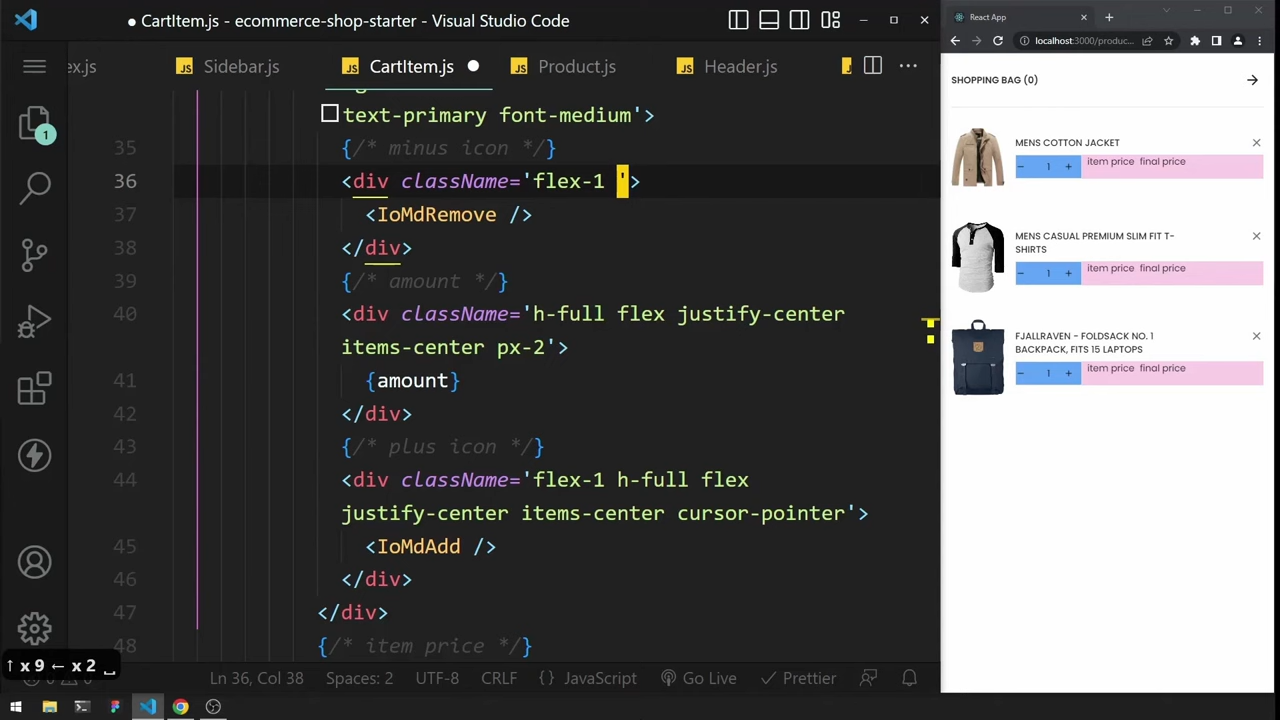 CartItem.js - ecommerce-shop-starter - Visual Studio Code
ex.js
Sidebar.js
CartItem.js
Product.js
Header.js
text-primary font-medium'>
35 {/* minus icon */}
36 <div className='flex-1 '>
37 <IoMdRemove />
38 </div>
39 {/* amount */}
40 <div className='h-full flex justify-center
items-center px-2'>
41 {amount}
42 </div>
43 {/* plus icon */}
44 <div className='flex-1 h-full flex
justify-center items-center cursor-pointer'>
45 <IoMdAdd />
46 </div>
47 </div>
48 {/* item price */}
1
↑ x 9 ← x 2 ␣
Ln 36, Col 38
Spaces: 2
UTF-8
CRLF
{} JavaScript
Go Live
Prettier
React App
localhost:3000/produc...
SHOPPING BAG (0)
MENS COTTON JACKET
− 1 + item price final price
MENS CASUAL PREMIUM SLIM FIT T-
SHIRTS
− 1 + item price final price
FJALLRAVEN - FOLDSACK NO. 1
BACKPACK, FITS 15 LAPTOPS
− 1 + item price final price